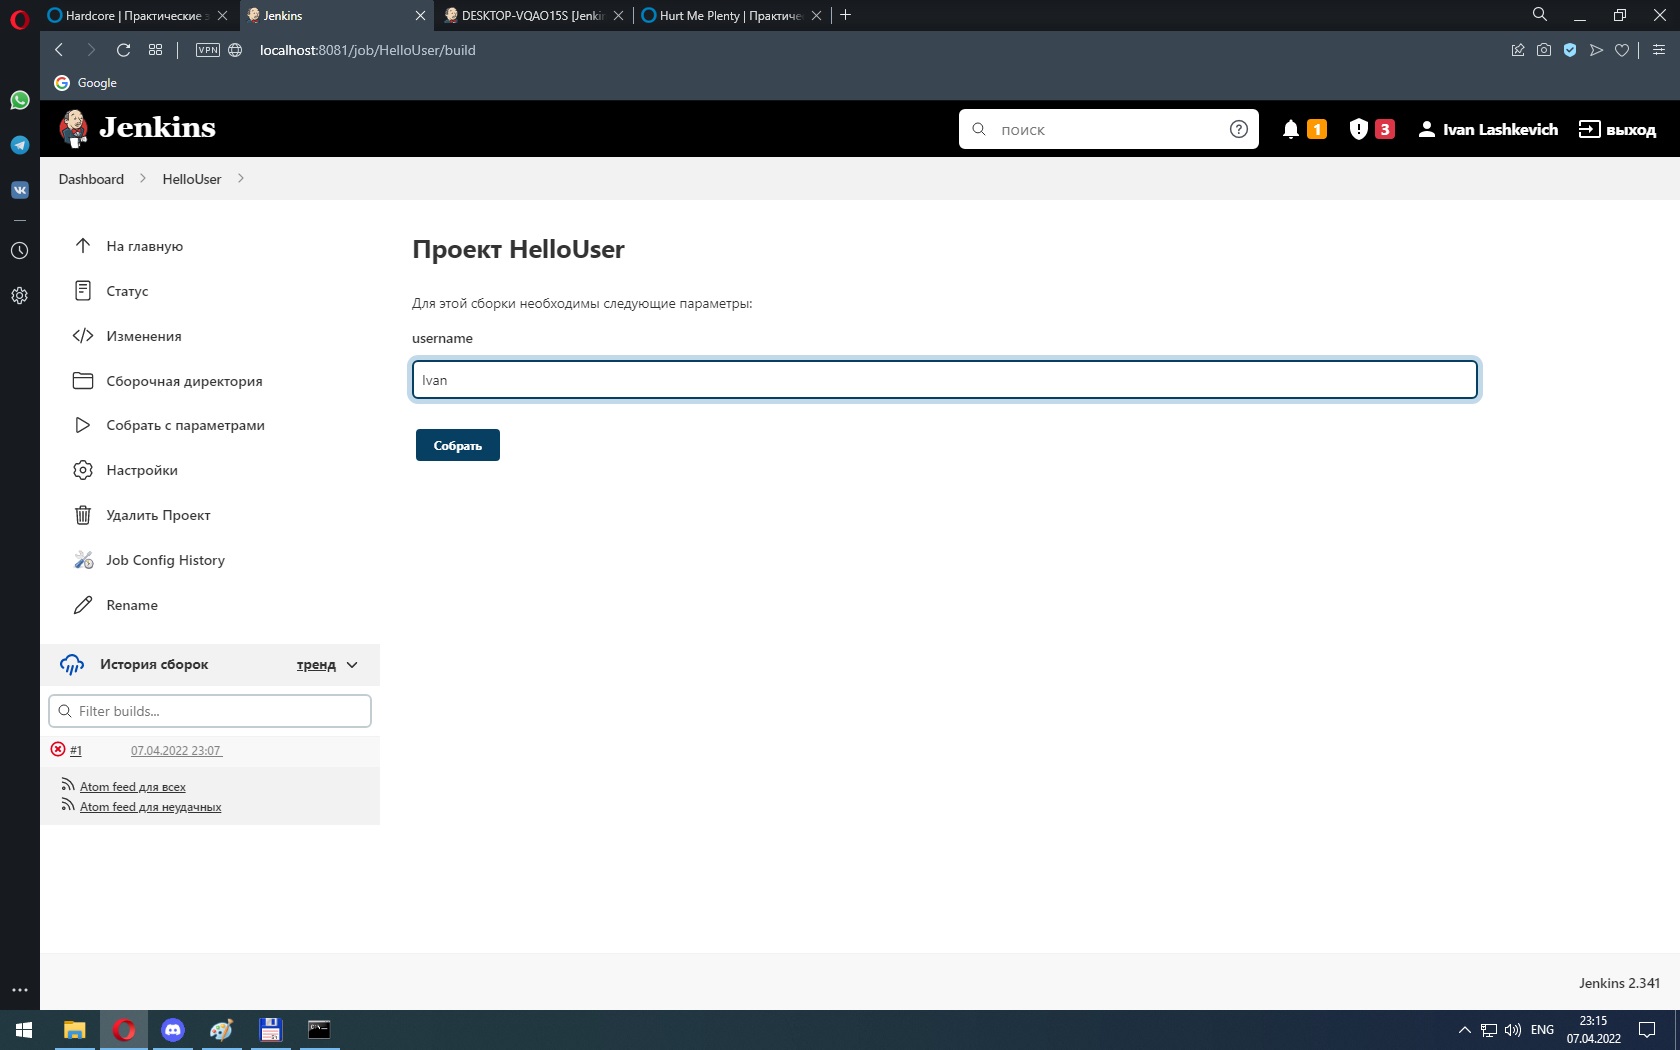 Hardcore | Практические з
Jenkins
DESKTOP-VQAO15S [Jenki
Hurt Me Plenty | Практиче
VPN
localhost:8081/job/HelloUser/build
Google
Jenkins
поиск
1
3
Ivan Lashkevich
выход
Dashboard
HelloUser
На главную
Статус
Изменения
Сборочная директория
Собрать с параметрами
Настройки
Удалить Проект
Job Config History
Rename
История сборок
тренд
Filter builds...
#1
07.04.2022 23:07
Atom feed для всех
Atom feed для неудачных
Проект HelloUser
Для этой сборки необходимы следующие параметры:
username
Ivan
Собрать
Jenkins 2.341
ENG
23:15
07.04.2022